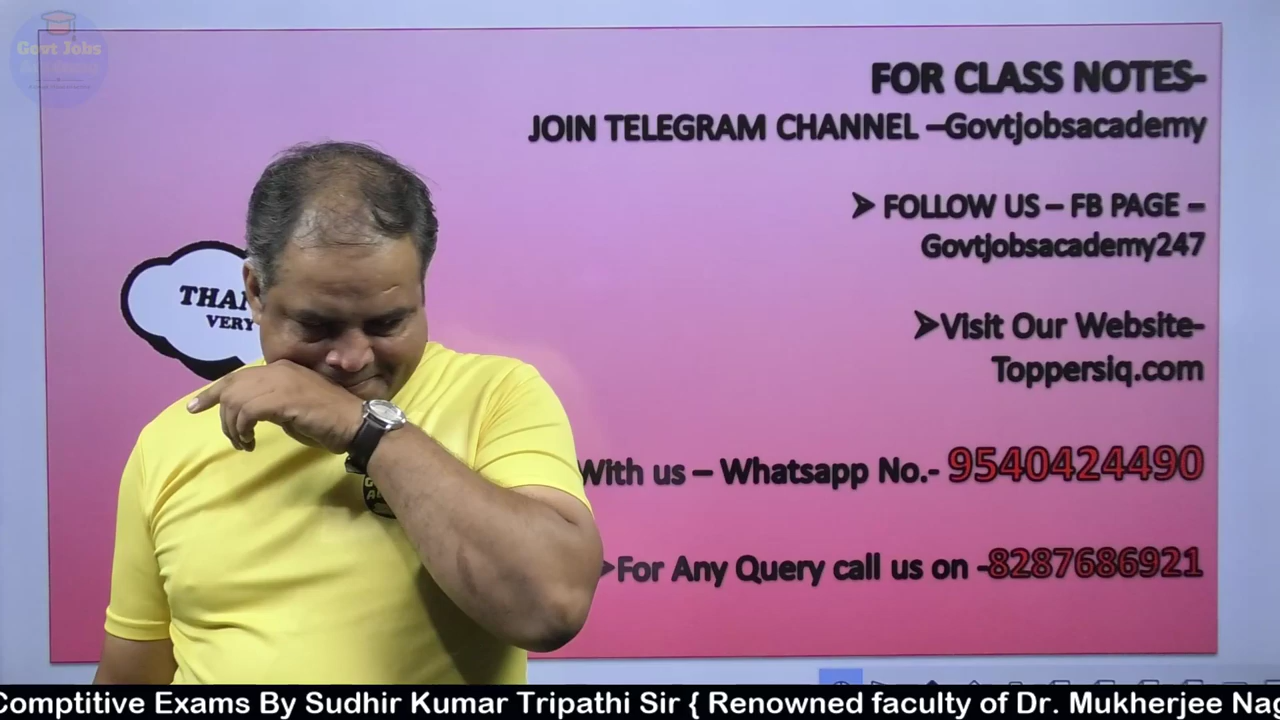 Govt Jobs
FOR CLASS NOTES-
JOIN TELEGRAM CHANNEL –Govtjobsacademy
➤ FOLLOW US – FB PAGE –
Govtjobsacademy247
➤Visit Our Website-
Toppersiq.com
THAN
VERY
With us – Whatsapp No.- 9540424490
➤For Any Query call us on -8287686921
Comptitive Exams By Sudhir Kumar Tripathi Sir { Renowned faculty of Dr. Mukherjee Nag